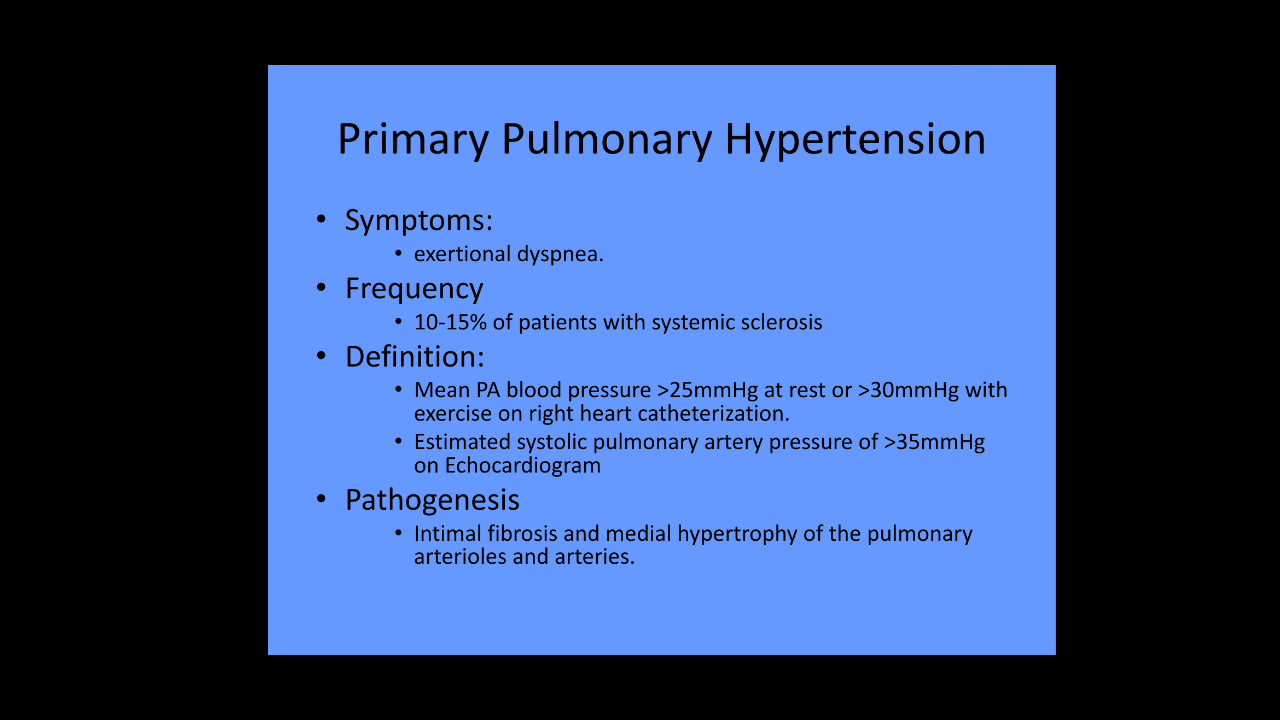 Primary Pulmonary Hypertension
• Symptoms:
• exertional dyspnea.
• Frequency
• 10-15% of patients with systemic sclerosis
• Definition:
• Mean PA blood pressure >25mmHg at rest or >30mmHg with
exercise on right heart catheterization.
• Estimated systolic pulmonary artery pressure of >35mmHg
on Echocardiogram
• Pathogenesis
• Intimal fibrosis and medial hypertrophy of the pulmonary
arterioles and arteries.